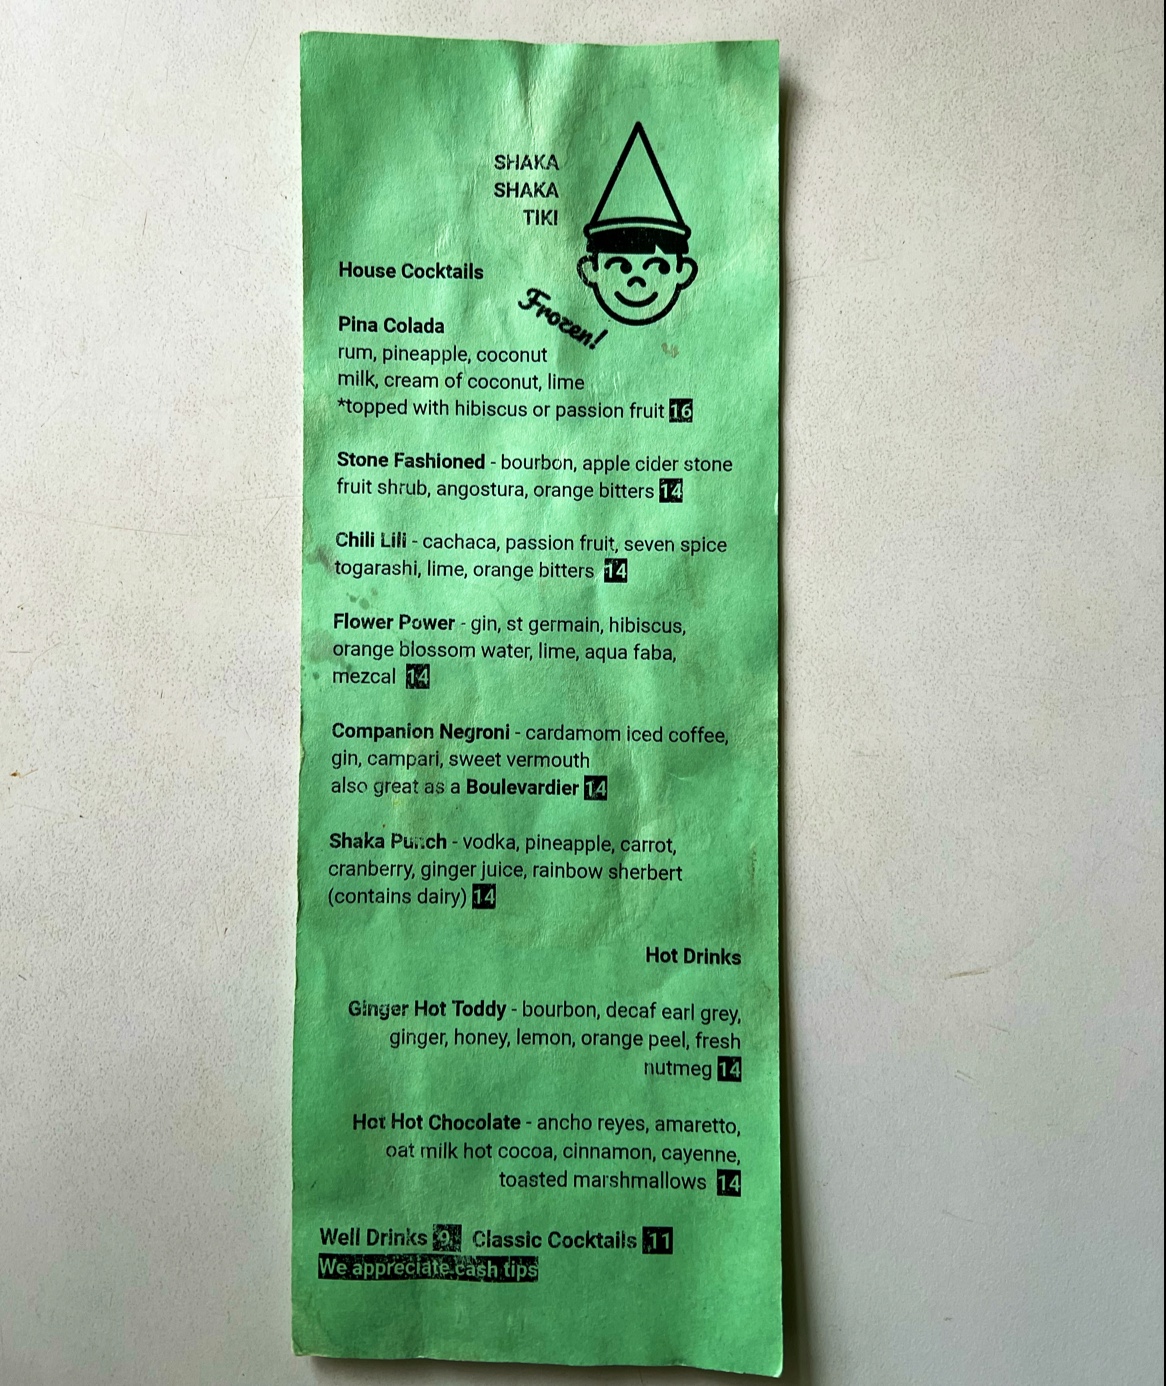 SHAKA
SHAKA
TIKI
House Cocktails
Frozen!
Pina Colada
rum, pineapple, coconut
milk, cream of coconut, lime
*topped with hibiscus or passion fruit 16
Stone Fashioned - bourbon, apple cider stone
fruit shrub, angostura, orange bitters 14
Chili Lili - cachaca, passion fruit, seven spice
togarashi, lime, orange bitters 14
Flower Power - gin, st germain, hibiscus,
orange blossom water, lime, aqua faba,
mezcal 14
Companion Negroni - cardamom iced coffee,
gin, campari, sweet vermouth
also great as a Boulevardier 14
Shaka Punch - vodka, pineapple, carrot,
cranberry, ginger juice, rainbow sherbert
(contains dairy) 14
Hot Drinks
Ginger Hot Toddy - bourbon, decaf earl grey,
ginger, honey, lemon, orange peel, fresh
nutmeg 14
Hot Hot Chocolate - ancho reyes, amaretto,
oat milk hot cocoa, cinnamon, cayenne,
toasted marshmallows 14
Well Drinks 9 Classic Cocktails 11
We appreciate cash tips